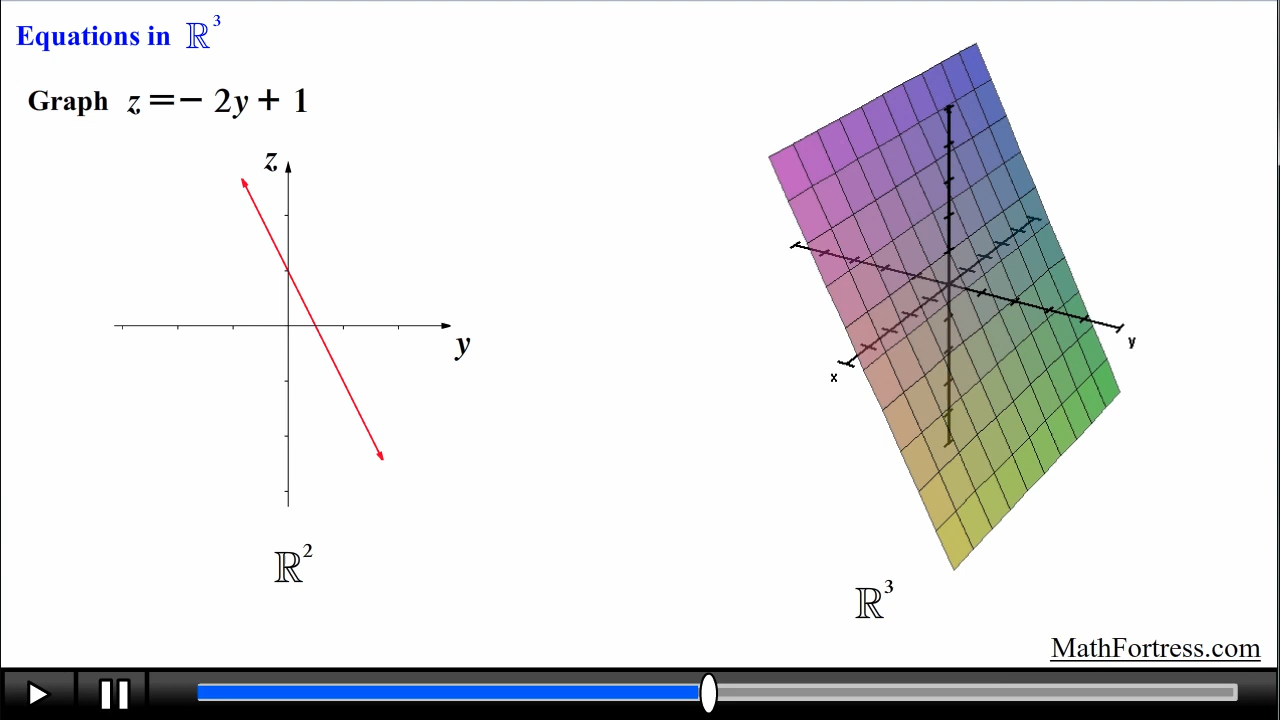 Equations in ℝ³
Graph z = − 2y + 1
z
y
ℝ²
x
y
ℝ³
MathFortress.com